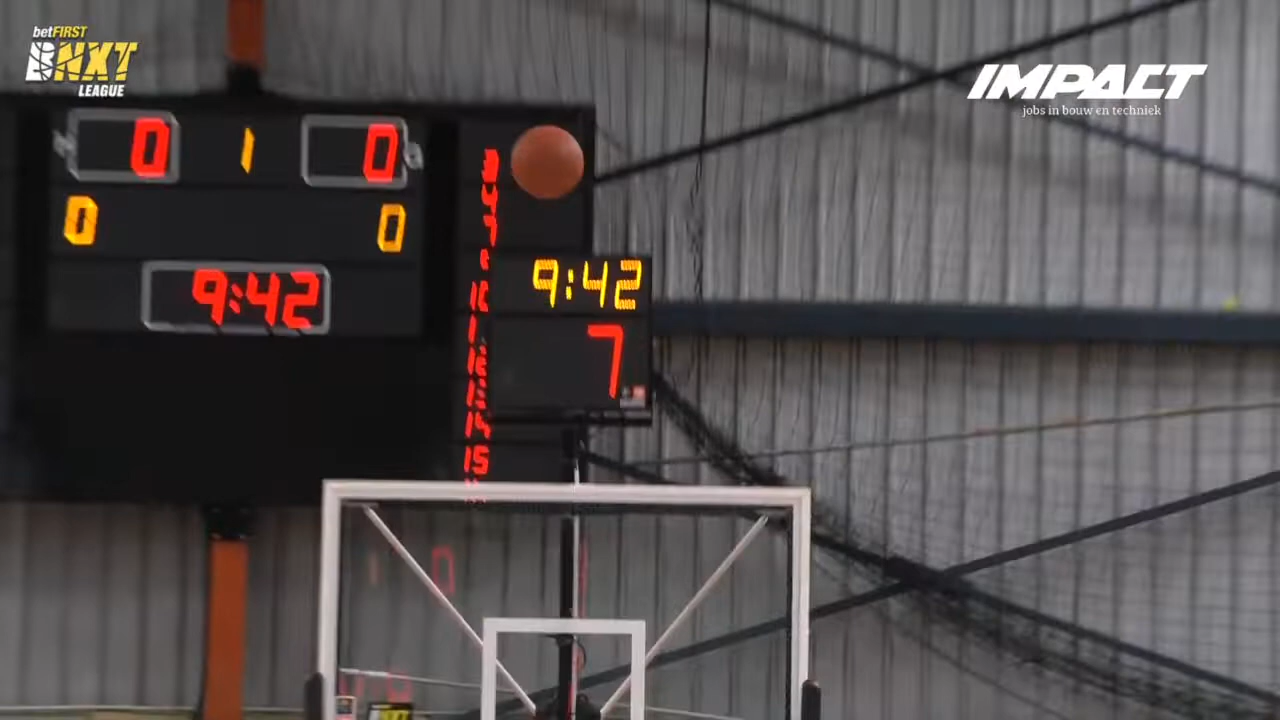 betFIRST
BNXT
LEAGUE
IMPACT
jobs in bouw en techniek
0 1 0
0 0
9:42
9:42
7
15